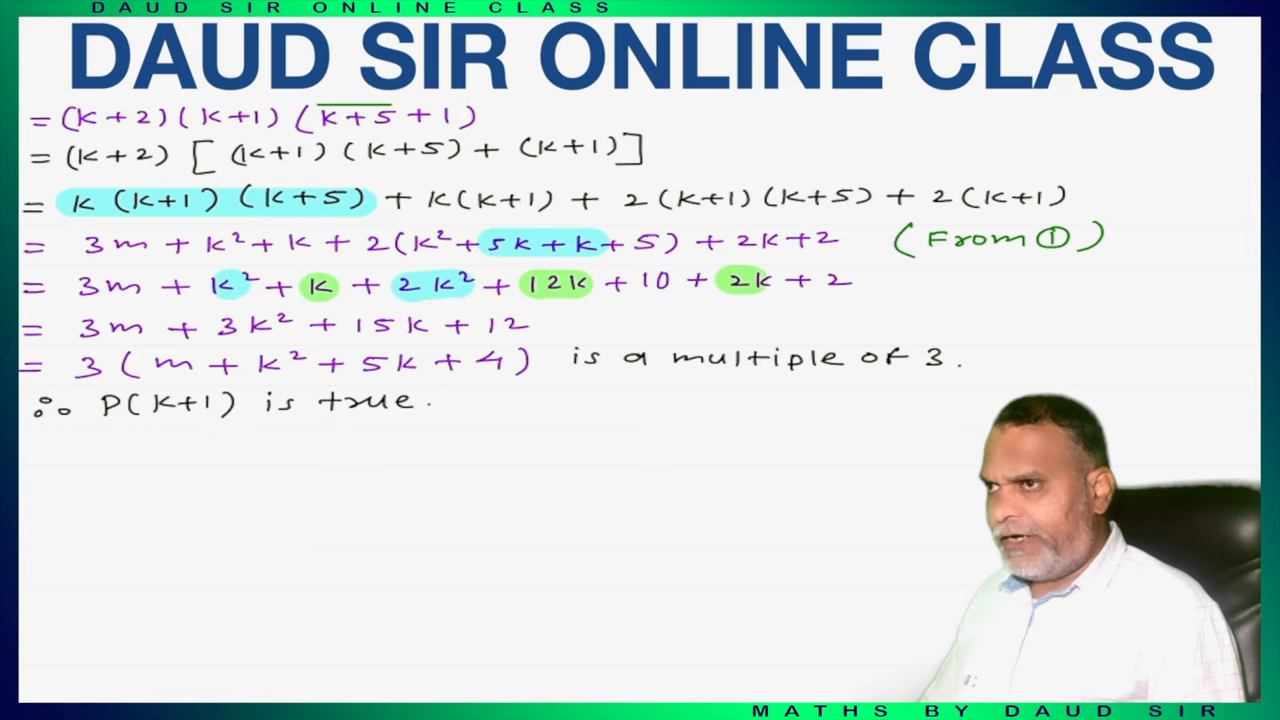 DAUD SIR ONLINE CLASS
DAUD SIR ONLINE CLASS
= (k+2)(k+1)(k+5+1)
= (k+2) [ (k+1)(k+5) + (k+1)]
= k (k+1) (k+5) + k(k+1) + 2(k+1)(k+5) + 2(k+1)
= 3m + k² + k + 2(k² + 5k + k + 5) + 2k+2 (From ①)
= 3m + k² + k + 2k² + 12k + 10 + 2k + 2
= 3m + 3k² + 15k + 12
= 3 (m + k² + 5k + 4) is a multiple of 3.
∴ P(k+1) is true.
MATHS BY DAUD SIR